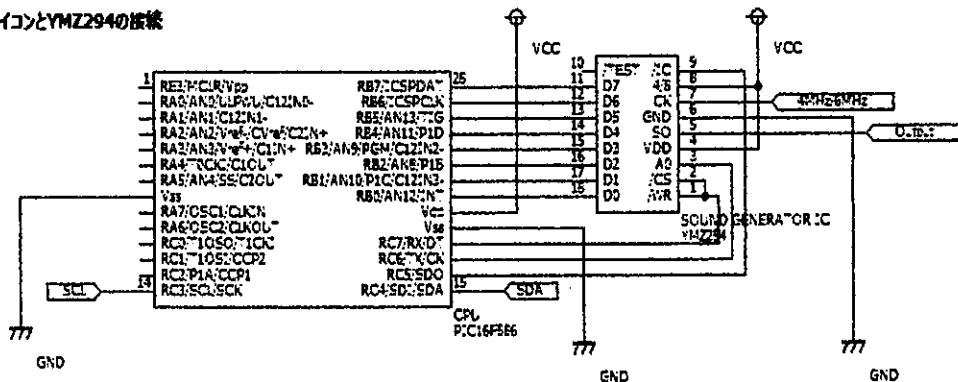 イコンとYMZ294の接続
VCC
VCC
1
RE3/MCLR/Vpp
RA0/AN0/ULPWU/C12IN0-
RA1/AN1/C12IN1-
RA2/AN2/Vref-/CVref/C2IN+
RA3/AN3/Vref+/C1IN+
RA4/T0CKI/C1OUT
RA5/AN4/SS/C2OUT
Vss
RA7/OSC1/CLKIN
RA6/OSC2/CLKOUT
RC0/T1OSO/T1CKI
RC1/T1OSI/CCP2
RC2/P1A/CCP1
14
RC3/SCL/SCK
SCL
RB7/ICSPDAT
RB6/ICSPCLK
RB5/AN13/T1G
RB4/AN11/P1D
RB3/AN9/PGM/C12IN2-
RB2/AN8/P1B
RB1/AN10/P1C/C12IN3-
RB0/AN12/INT
Vss
RC7/RX/DT
RC6/TX/CK
RC5/SDO
RC4/SDI/SDA
15
SDA
CPU
PIC16F886
10
11
12
13
14
15
16
17
18
/TEST
D7
D6
D5
D4
D3
D2
D1
D0
/IC
4/6
CK
GND
SO
VDD
A0
/CS
/WR
9
8
7
6
5
4
3
2
1
4MHz/6MHz
Output
SOUND GENERATOR IC
YMZ294
GND
GND
GND